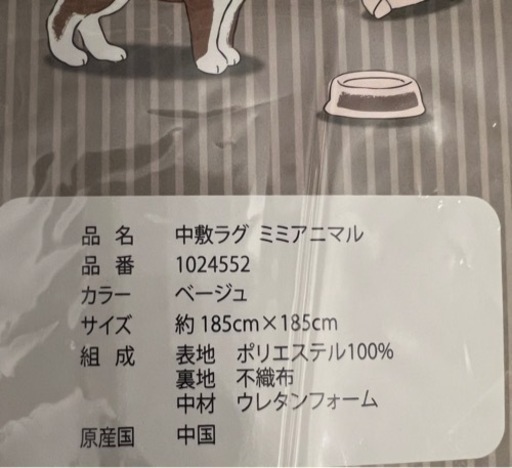 品 名 中敷ラグ ミミアニマル
品 番 1024552
カラー ベージュ
サイズ 約 185cm×185cm
組 成 表地 ポリエステル100%
裏地 不織布
中材 ウレタンフォーム
原産国 中国